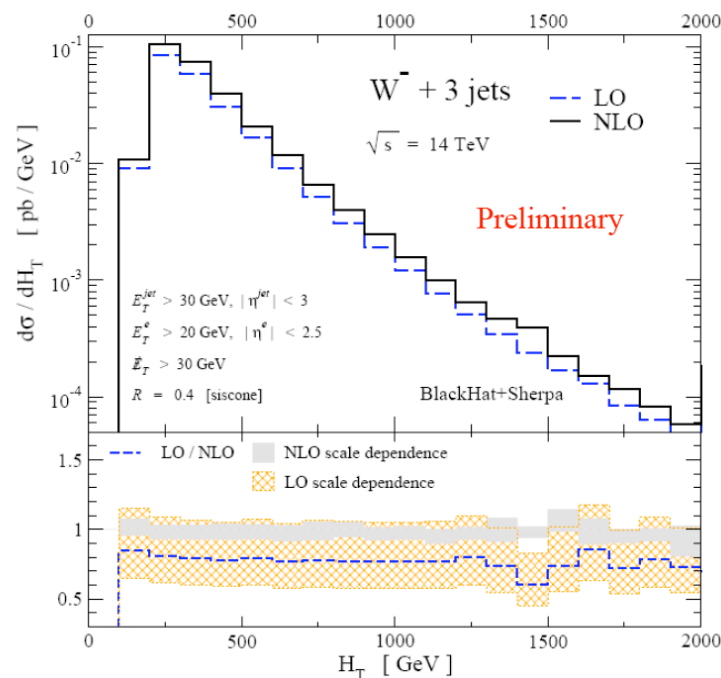 0 500 1000 1500 2000
10^-1
10^-2
10^-3
10^-4
dσ / dH_T [ pb / GeV ]
W^- + 3 jets
√s = 14 TeV
LO
NLO
Preliminary
E_T^jet > 30 GeV, | η^jet | < 3
E_T^e > 20 GeV, | η^e | < 2.5
E̸_T > 30 GeV
R = 0.4 [siscone]
BlackHat+Sherpa
LO / NLO
NLO scale dependence
LO scale dependence
1.5
1
0.5
0 500 1000 1500 2000
H_T [ GeV ]